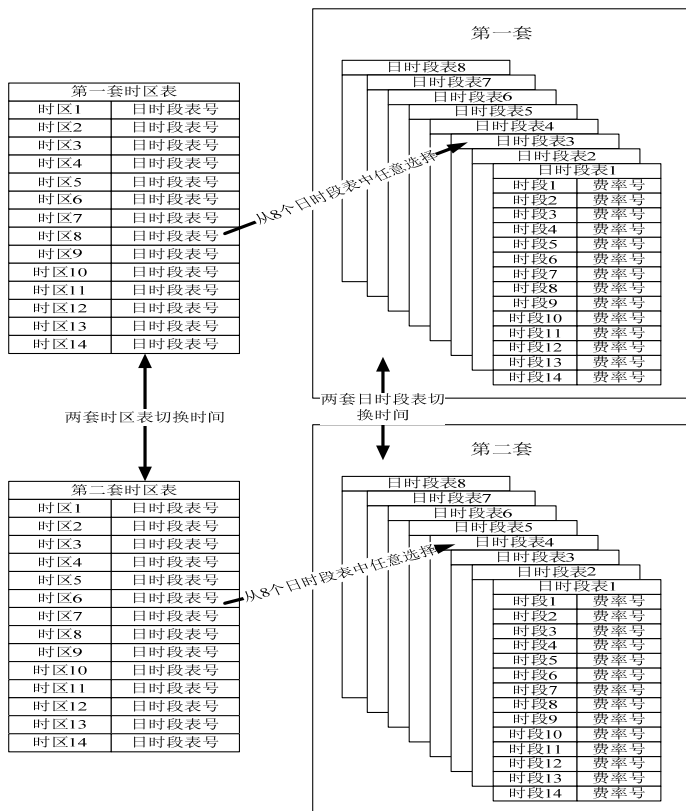 第一套时区表
时区1 日时段表号
时区2 日时段表号
时区3 日时段表号
时区4 日时段表号
时区5 日时段表号
时区6 日时段表号
时区7 日时段表号
时区8 日时段表号
时区9 日时段表号
时区10 日时段表号
时区11 日时段表号
时区12 日时段表号
时区13 日时段表号
时区14 日时段表号
从8个日时段表中任意选择
第一套
日时段表8
日时段表7
日时段表6
日时段表5
日时段表4
日时段表3
日时段表2
日时段表1
时段1 费率号
时段2 费率号
时段3 费率号
时段4 费率号
时段5 费率号
时段6 费率号
时段7 费率号
时段8 费率号
时段9 费率号
时段10 费率号
时段11 费率号
时段12 费率号
时段13 费率号
时段14 费率号
两套时区表切换时间
两套日时段表切
换时间
第二套时区表
时区1 日时段表号
时区2 日时段表号
时区3 日时段表号
时区4 日时段表号
时区5 日时段表号
时区6 日时段表号
时区7 日时段表号
时区8 日时段表号
时区9 日时段表号
时区10 日时段表号
时区11 日时段表号
时区12 日时段表号
时区13 日时段表号
时区14 日时段表号
从8个日时段表中任意选择
第二套
日时段表8
日时段表7
日时段表6
日时段表5
日时段表4
日时段表3
日时段表2
日时段表1
时段1 费率号
时段2 费率号
时段3 费率号
时段4 费率号
时段5 费率号
时段6 费率号
时段7 费率号
时段8 费率号
时段9 费率号
时段10 费率号
时段11 费率号
时段12 费率号
时段13 费率号
时段14 费率号